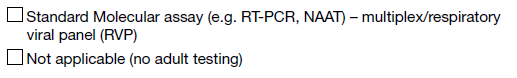 ☐ Standard Molecular assay (e.g. RT-PCR, NAAT) – multiplex/respiratory
viral panel (RVP)
☐ Not applicable (no adult testing)